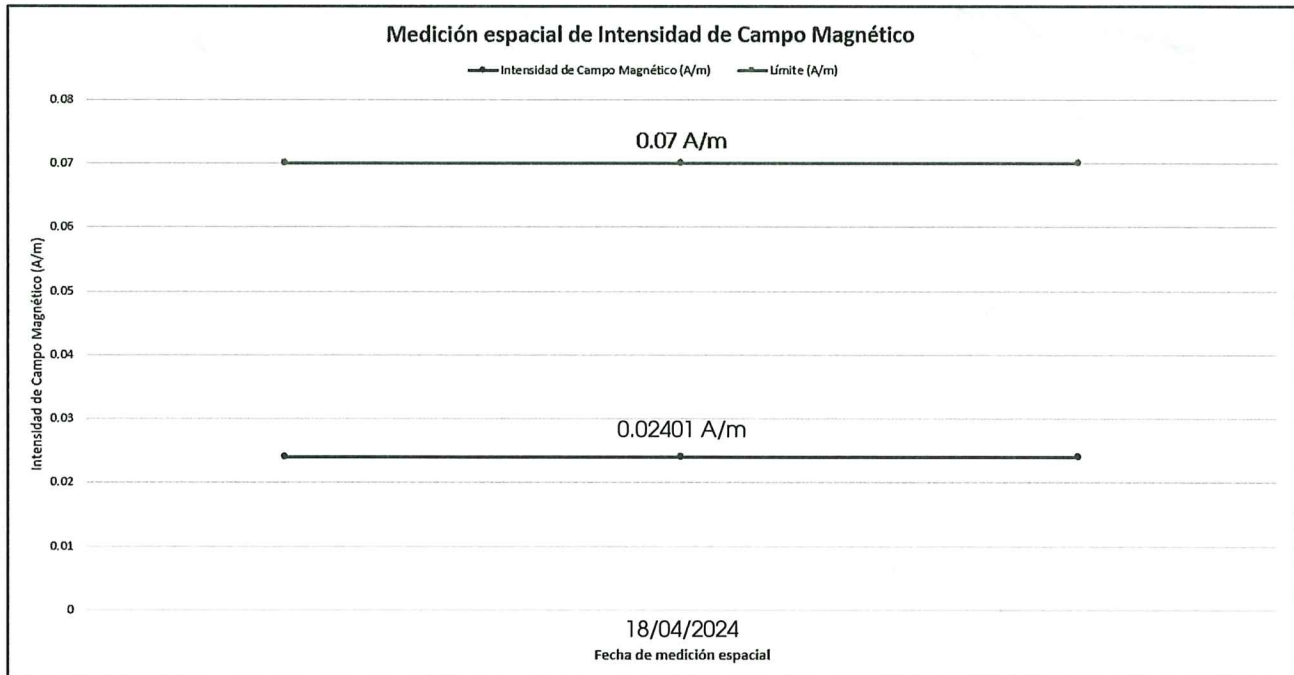 Medición espacial de Intensidad de Campo Magnético
Intensidad de Campo Magnético (A/m) Límite (A/m)
Intensidad de Campo Magnético (A/m)
0.08
0.07 A/m
0.07
0.06
0.05
0.04
0.03
0.02401 A/m
0.02
0.01
0
18/04/2024
Fecha de medición espacial